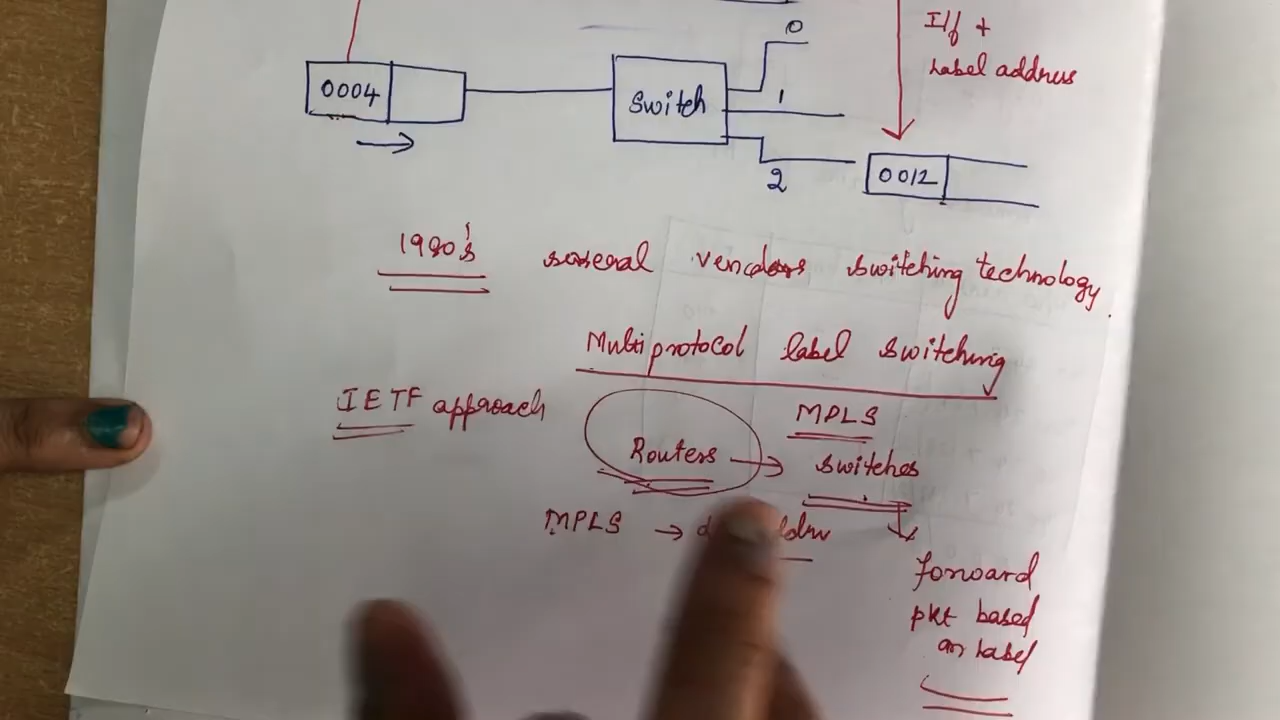 0
I/f +
Label address
0004
Switch
1
2
0012
1980's several vendors switching technology.
Multiprotocol label switching
IETF approach
MPLS
Routers → switches
MPLS →
forward
pkt based
on label